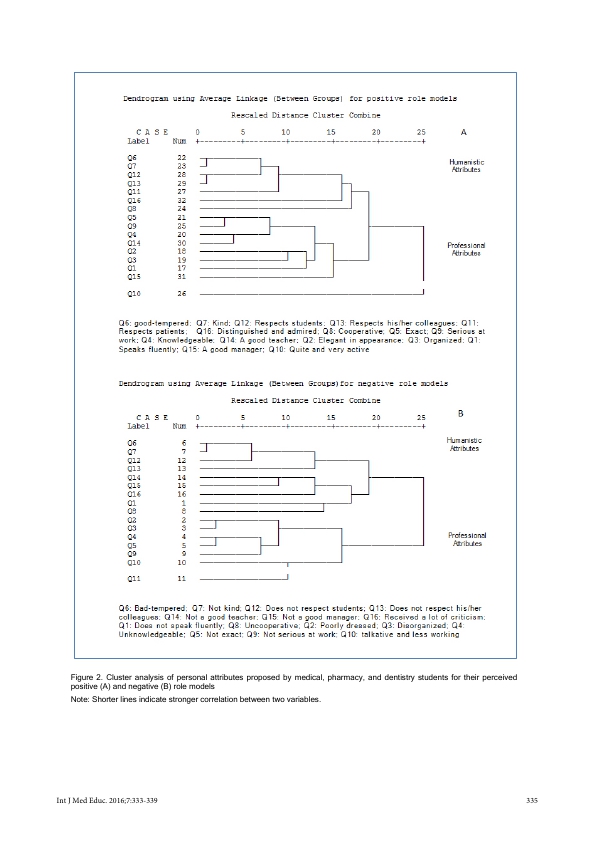 Dendrogram using Average Linkage (Between Groups) for positive role models
Rescaled Distance Cluster Combine
C A S E 0 5 10 15 20 25 A
Label Num
Q6 22
Q7 23
Q12 28
Q13 29
Q11 27
Q16 32
Q8 24
Q5 21
Q9 25
Q4 20
Q14 30
Q2 18
Q3 19
Q1 17
Q15 31
Q10 26
Humanistic
Attributes
Professional
Attributes
Q6: good-tempered; Q7: Kind; Q12: Respects students; Q13: Respects his/her colleagues; Q11:
Respects patients; Q16: Distinguished and admired; Q8: Cooperative; Q5: Exact; Q9: Serious at
work; Q4: Knowledgeable; Q14: A good teacher; Q2: Elegant in appearance; Q3: Organized; Q1:
Speaks fluently; Q15: A good manager; Q10: Quite and very active
Dendrogram using Average Linkage (Between Groups)for negative role models
Rescaled Distance Cluster Combine
C A S E 0 5 10 15 20 25 B
Label Num
Q6 6
Q7 7
Q12 12
Q13 13
Q14 14
Q15 15
Q16 16
Q1 1
Q8 8
Q2 2
Q3 3
Q4 4
Q5 5
Q9 9
Q10 10
Q11 11
Humanistic
Attributes
Professional
Attributes
Q6: Bad-tempered; Q7: Not kind; Q12: Does not respect students; Q13: Does not respect his/her
colleagues; Q14: Not a good teacher; Q15: Not a good manager; Q16: Received a lot of criticism;
Q1: Does not speak fluently; Q8: Uncooperative; Q2: Poorly dressed; Q3: Disorganized; Q4:
Unknowledgeable; Q5: Not exact; Q9: Not serious at work; Q10: talkative and less working
Figure 2. Cluster analysis of personal attributes proposed by medical, pharmacy, and dentistry students for their perceived
positive (A) and negative (B) role models
Note: Shorter lines indicate stronger correlation between two variables.
Int J Med Educ. 2016;7:333-339 335